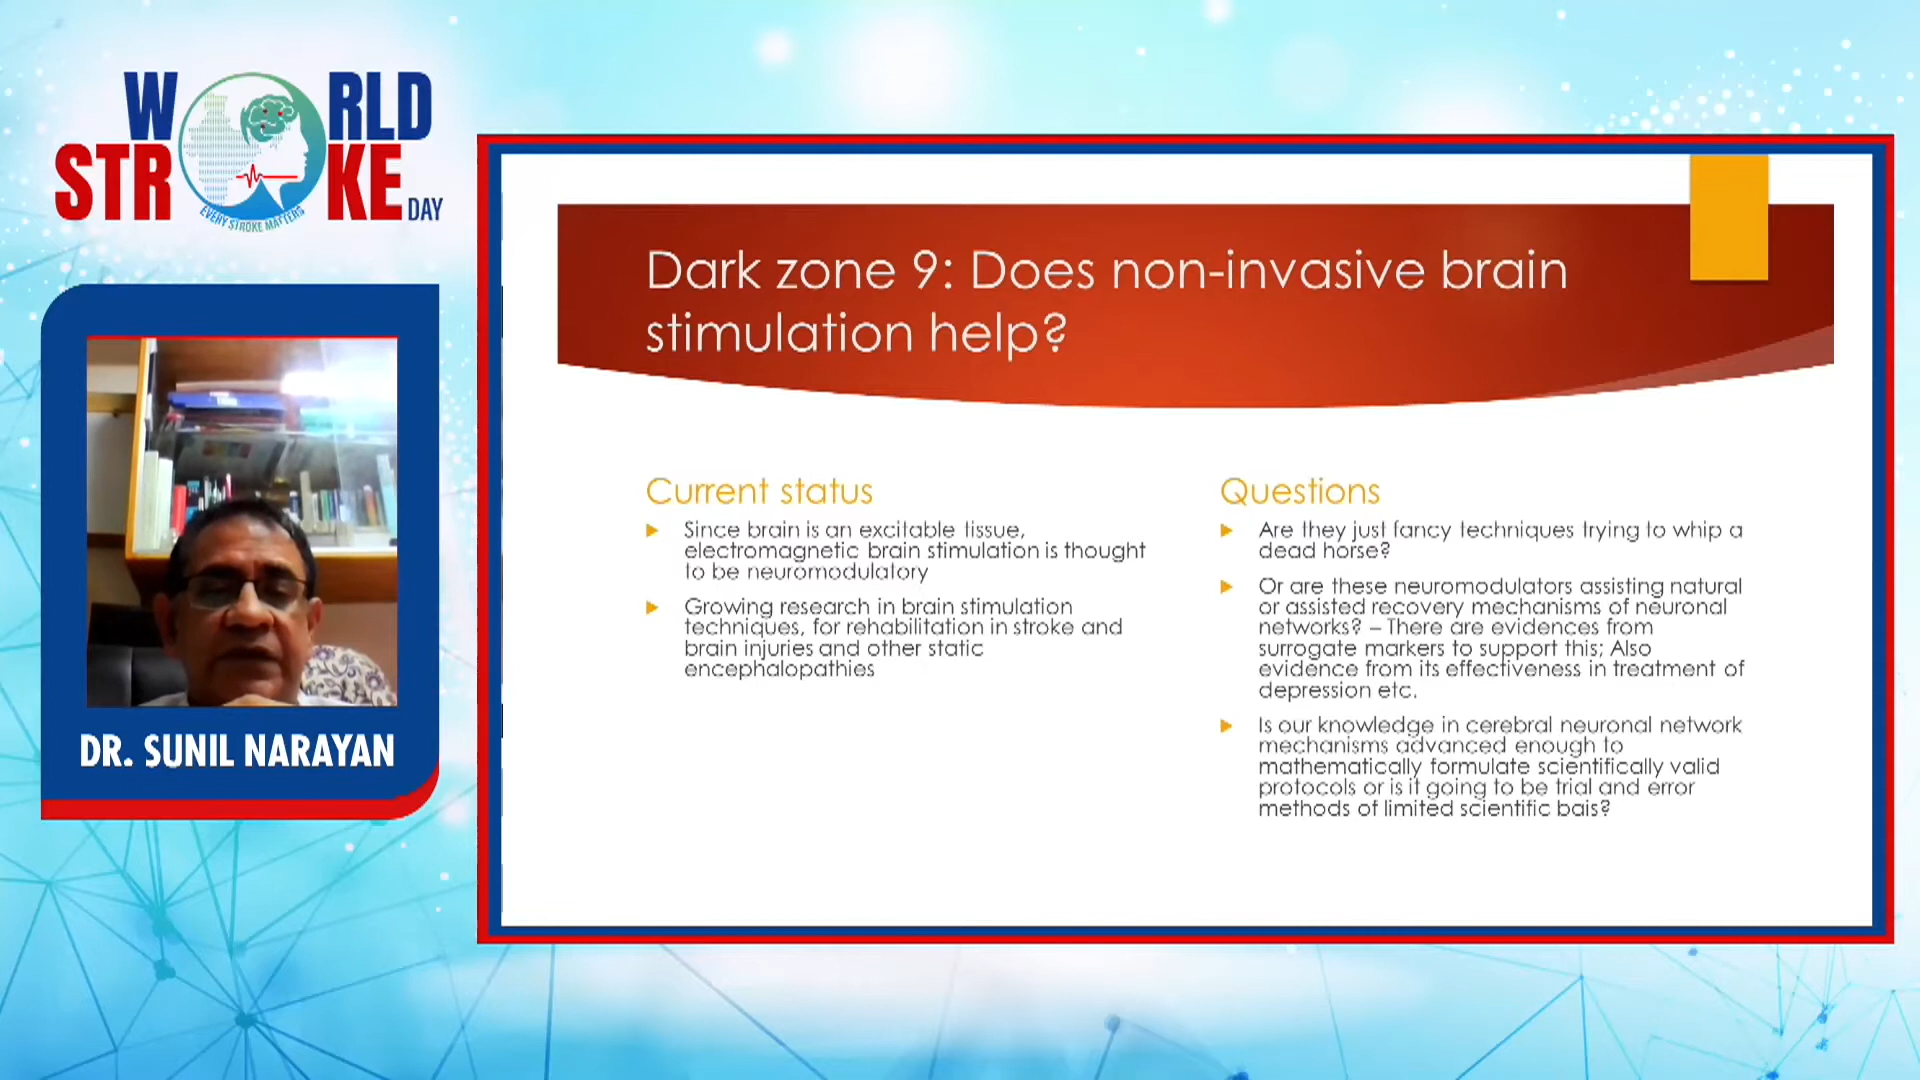 WORLD
STROKE DAY
EVERY STROKE MATTERS
DR. SUNIL NARAYAN
Dark zone 9: Does non-invasive brain
stimulation help?
Current status
Since brain is an excitable tissue,
electromagnetic brain stimulation is thought
to be neuromodulatory
Growing research in brain stimulation
techniques, for rehabilitation in stroke and
brain injuries and other static
encephalopathies
Questions
Are they just fancy techniques trying to whip a
dead horse?
Or are these neuromodulators assisting natural
or assisted recovery mechanisms of neuronal
networks? – There are evidences from
surrogate markers to support this; Also
evidence from its effectiveness in treatment of
depression etc.
Is our knowledge in cerebral neuronal network
mechanisms advanced enough to
mathematically formulate scientifically valid
protocols or is it going to be trial and error
methods of limited scientific bais?